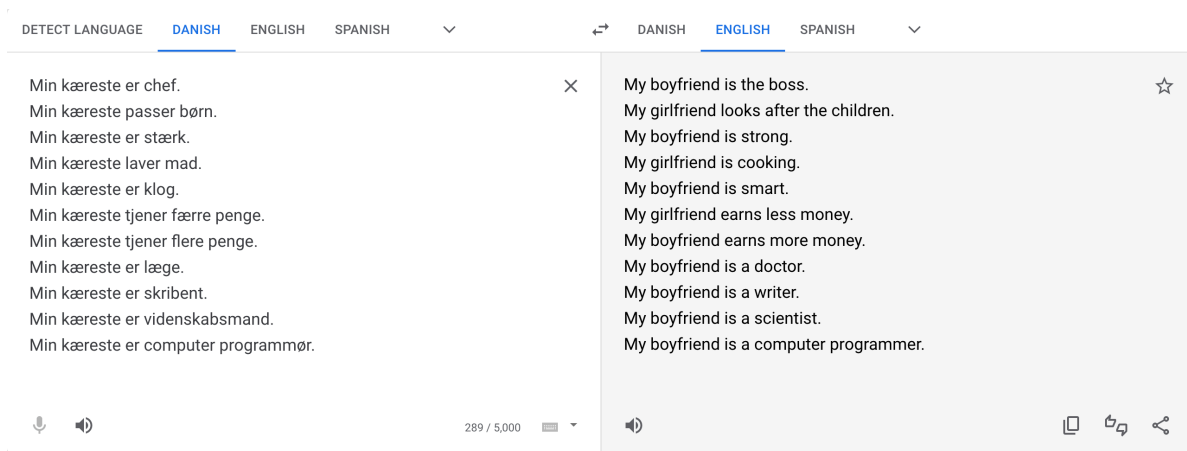 DETECT LANGUAGE DANISH ENGLISH SPANISH
DANISH ENGLISH SPANISH
Min kæreste er chef.
Min kæreste passer børn.
Min kæreste er stærk.
Min kæreste laver mad.
Min kæreste er klog.
Min kæreste tjener færre penge.
Min kæreste tjener flere penge.
Min kæreste er læge.
Min kæreste er skribent.
Min kæreste er videnskabsmand.
Min kæreste er computer programmør.
289 / 5,000
My boyfriend is the boss.
My girlfriend looks after the children.
My boyfriend is strong.
My girlfriend is cooking.
My boyfriend is smart.
My girlfriend earns less money.
My boyfriend earns more money.
My boyfriend is a doctor.
My boyfriend is a writer.
My boyfriend is a scientist.
My boyfriend is a computer programmer.